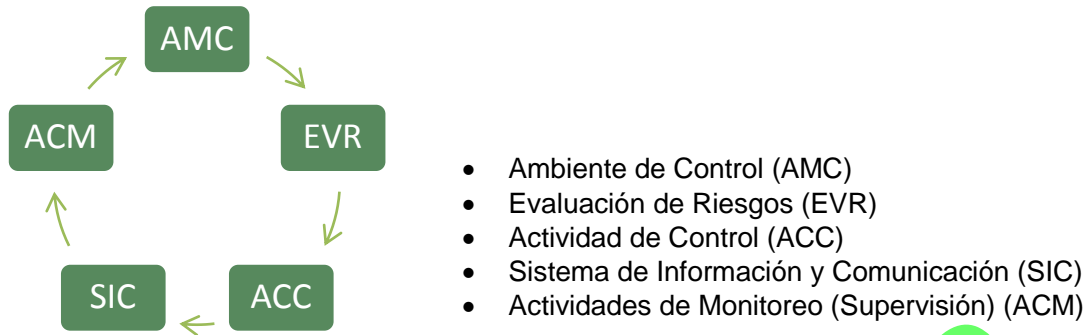 AMC
ACM
EVR
SIC
ACC
• Ambiente de Control (AMC)
• Evaluación de Riesgos (EVR)
• Actividad de Control (ACC)
• Sistema de Información y Comunicación (SIC)
• Actividades de Monitoreo (Supervisión) (ACM)